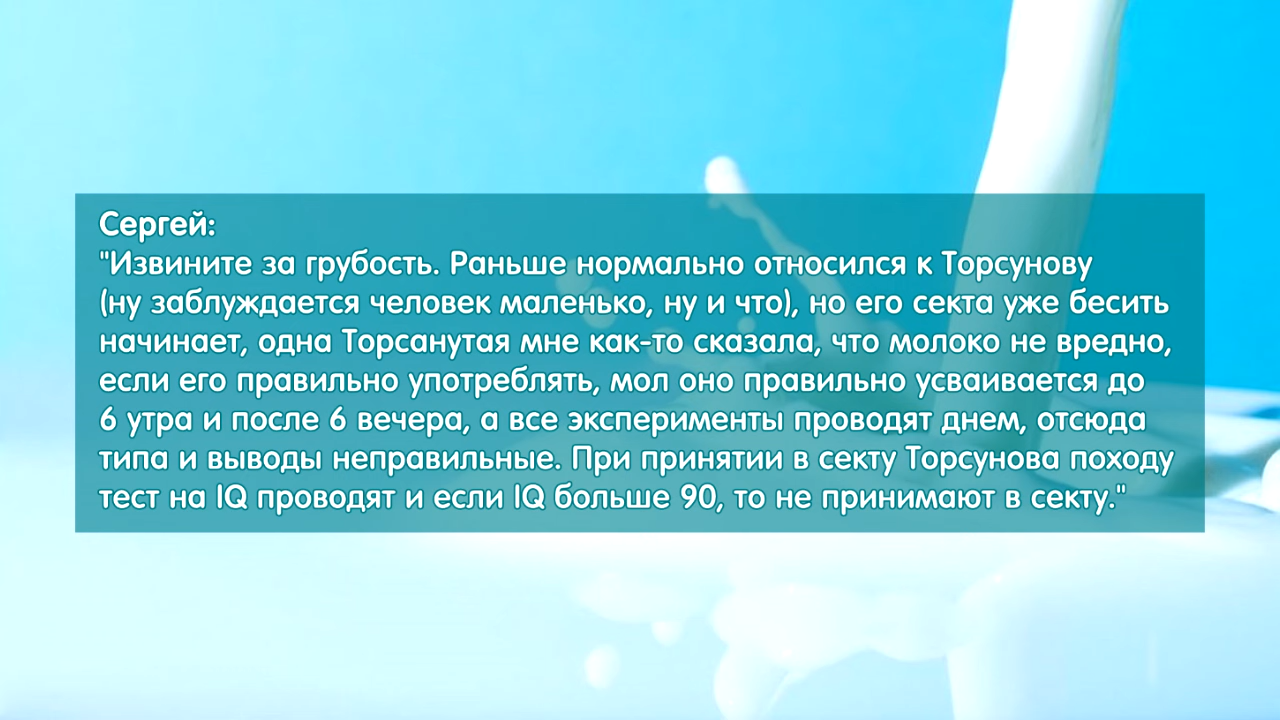 Сергей:
"Извините за грубость. Раньше нормально относился к Торсунову
(ну заблуждается человек маленько, ну и что), но его секта уже бесить
начинает, одна Торсанутая мне как-то сказала, что молоко не вредно,
если его правильно употреблять, мол оно правильно усваивается до
6 утра и после 6 вечера, а все эксперименты проводят днем, отсюда
типа и выводы неправильные. При принятии в секту Торсунова походу
тест на IQ проводят и если IQ больше 90, то не принимают в секту."